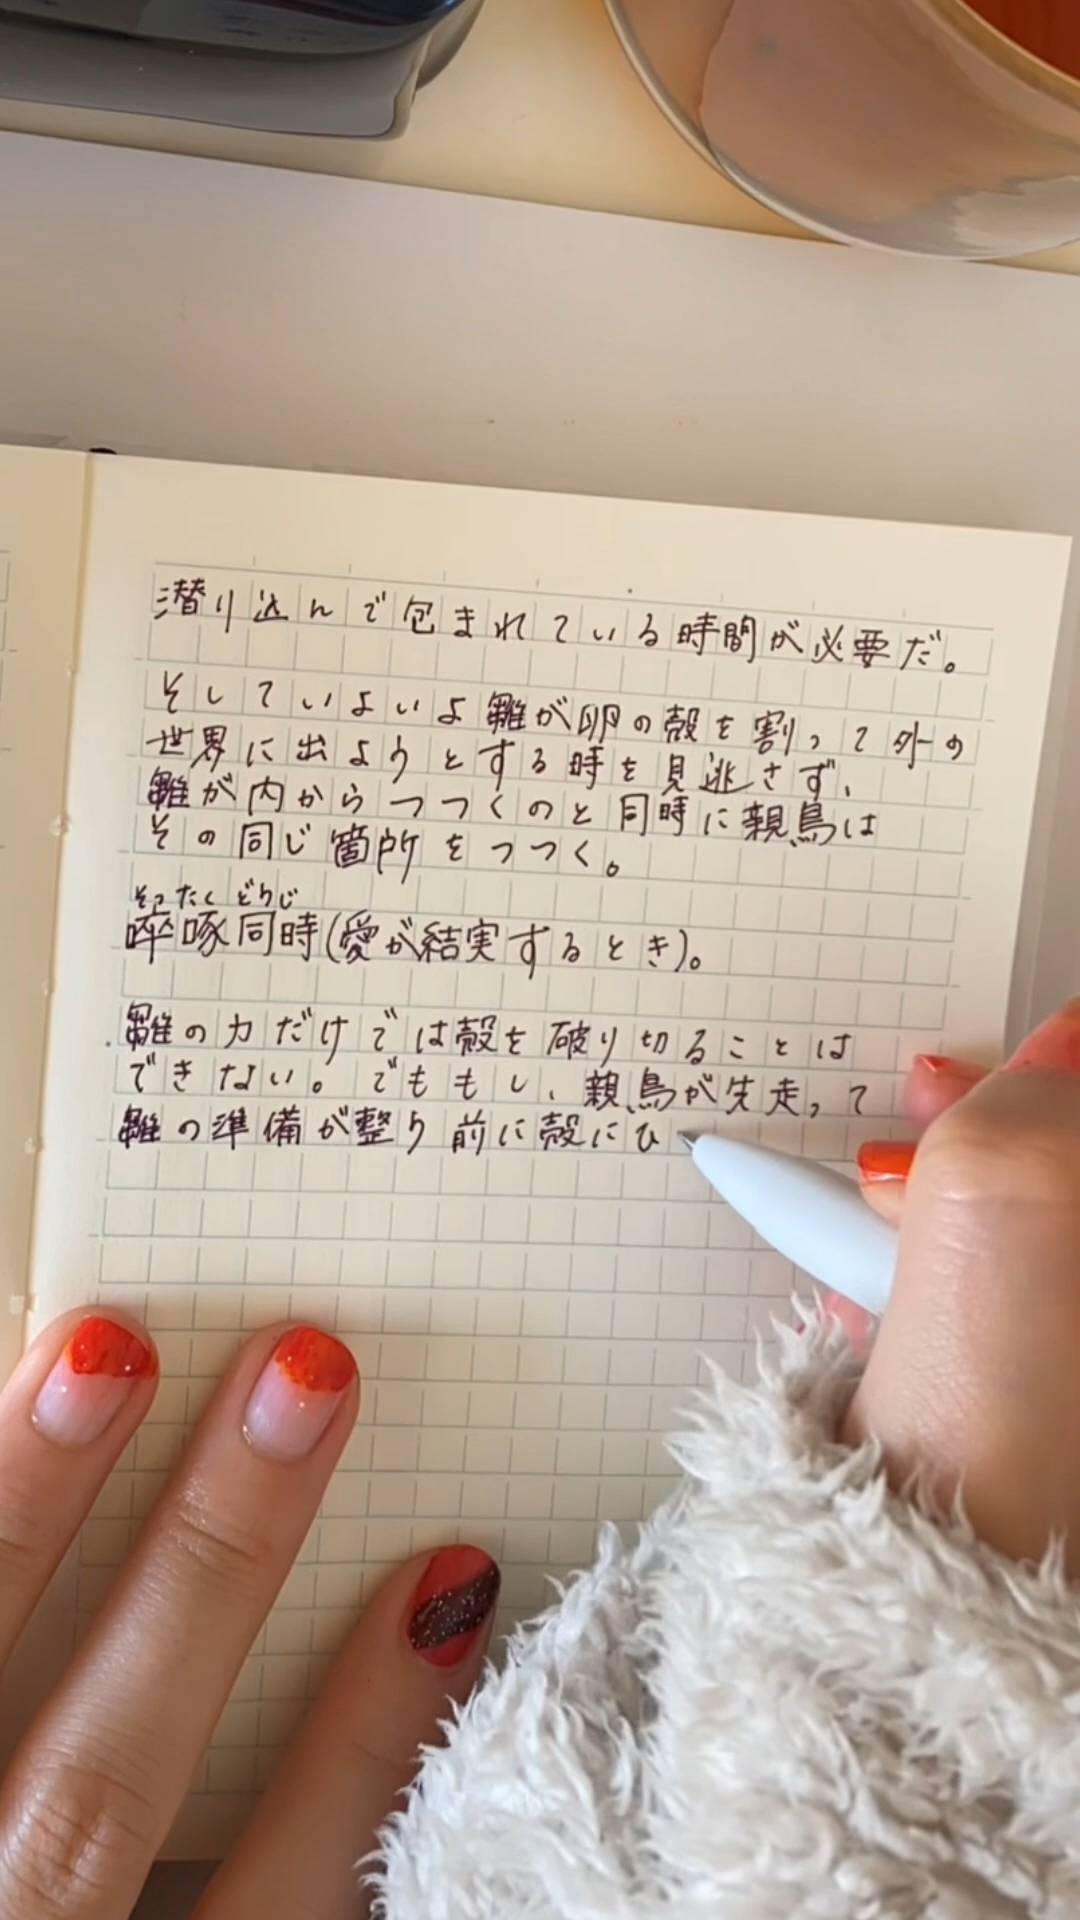 潜り込んで包まれている時間が必要だ。
そしていよいよ雛が卵の殻を割って外の
世界に出ようとする時を見逃さず、
雛が内からつつくのと同時に親鳥は
その同じ箇所をつつく。
そったくどうじ
啐啄同時(愛が結実するとき)。
雛の力だけでは殻を破り切ることは
できない。でももし、親鳥が先走って
雛の準備が整う前に殻にひ